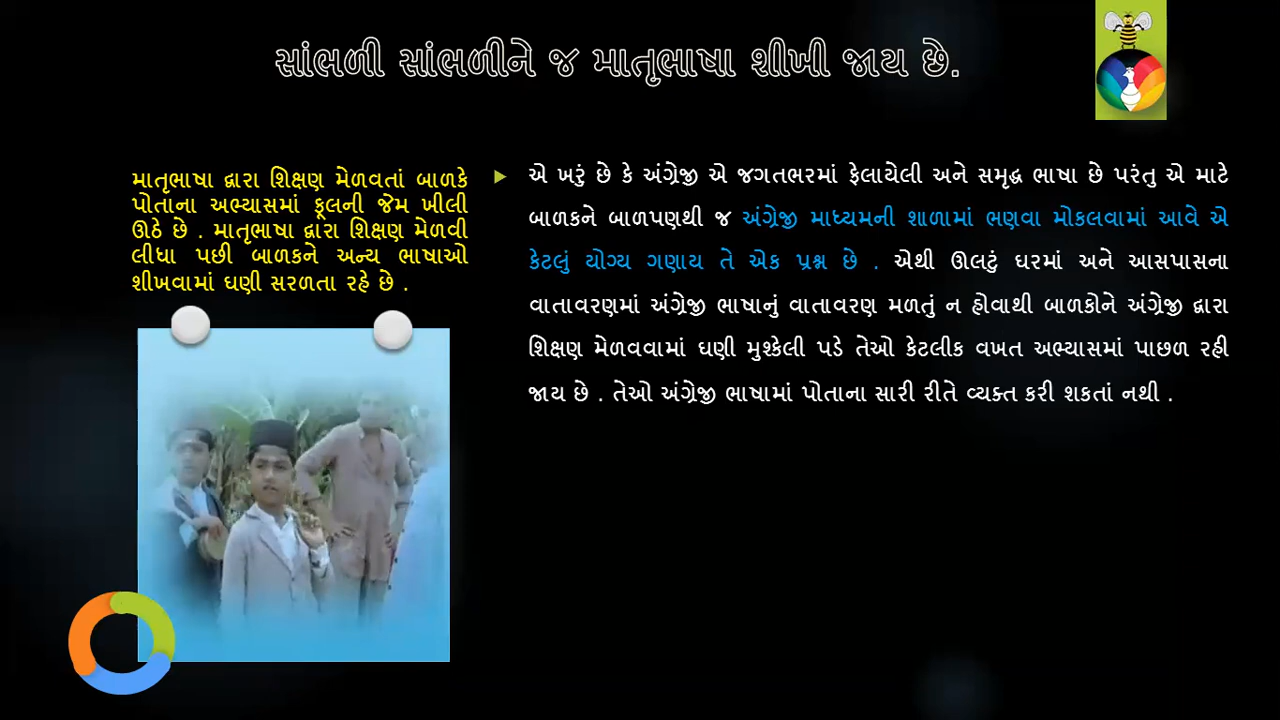 સાંભળી સાંભળીને જ માતૃભાષા શીખી જાય છે.
માતૃભાષા દ્વારા શિક્ષણ મેળવતાં બાળકે
પોતાના અભ્યાસમાં ફૂલની જેમ ખીલી
ઊઠે છે . માતૃભાષા દ્વારા શિક્ષણ મેળવી
લીધા પછી બાળકને અન્ય ભાષાઓ
શીખવામાં ઘણી સરળતા રહે છે .
એ ખરું છે કે અંગ્રેજી એ જગતભરમાં ફેલાયેલી અને સમૃદ્ધ ભાષા છે પરંતુ એ માટે
બાળકને બાળપણથી જ અંગ્રેજી માધ્યમની શાળામાં ભણવા મોકલવામાં આવે એ
કેટલું યોગ્ય ગણાય તે એક પ્રશ્ન છે . એથી ઊલટું ઘરમાં અને આસપાસના
વાતાવરણમાં અંગ્રેજી ભાષાનું વાતાવરણ મળતું ન હોવાથી બાળકોને અંગ્રેજી દ્વારા
શિક્ષણ મેળવવામાં ઘણી મુશ્કેલી પડે તેઓ કેટલીક વખત અભ્યાસમાં પાછળ રહી
જાય છે . તેઓ અંગ્રેજી ભાષામાં પોતાના સારી રીતે વ્યક્ત કરી શકતાં નથી .